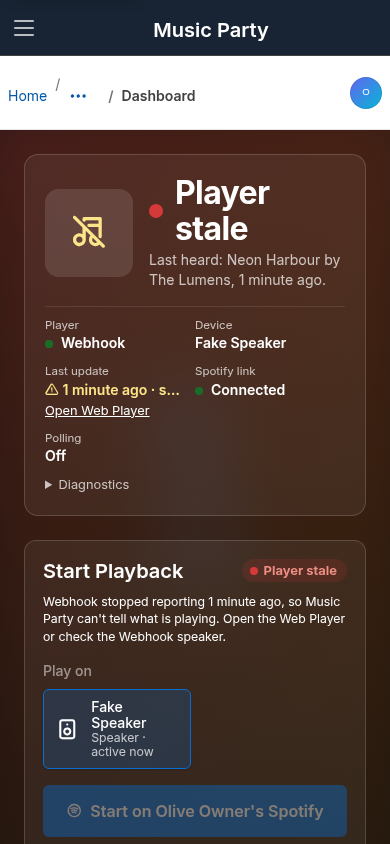 Music Party
Home / ••• / Dashboard
O
Player
stale
Last heard: Neon Harbour by
The Lumens, 1 minute ago.
Player
Webhook
Device
Fake Speaker
Last update
1 minute ago · s...
Open Web Player
Spotify link
Connected
Polling
Off
Diagnostics
Start Playback
Player stale
Webhook stopped reporting 1 minute ago, so Music
Party can't tell what is playing. Open the Web Player
or check the Webhook speaker.
Play on
Fake
Speaker
Speaker ·
active now
Start on Olive Owner's Spotify